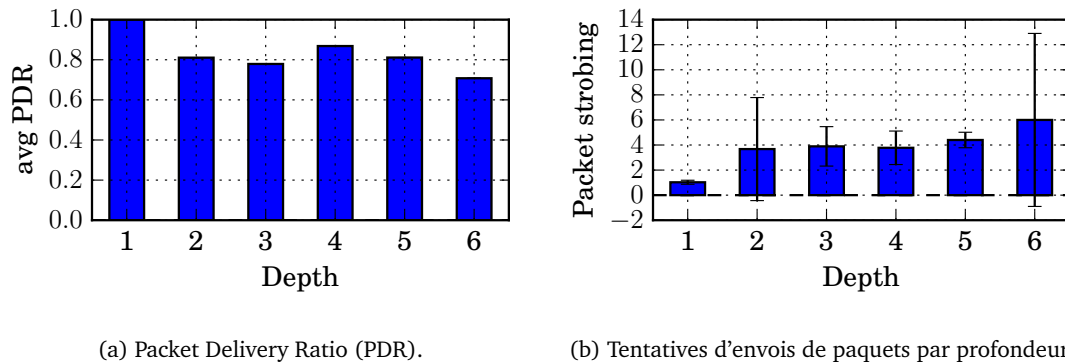 avg PDR
1.0
0.8
0.6
0.4
0.2
0.0
1 2 3 4 5 6
Depth
(a) Packet Delivery Ratio (PDR).
Packet strobing
14
12
10
8
6
4
2
0
−2
1 2 3 4 5 6
Depth
(b) Tentatives d'envois de paquets par profondeur